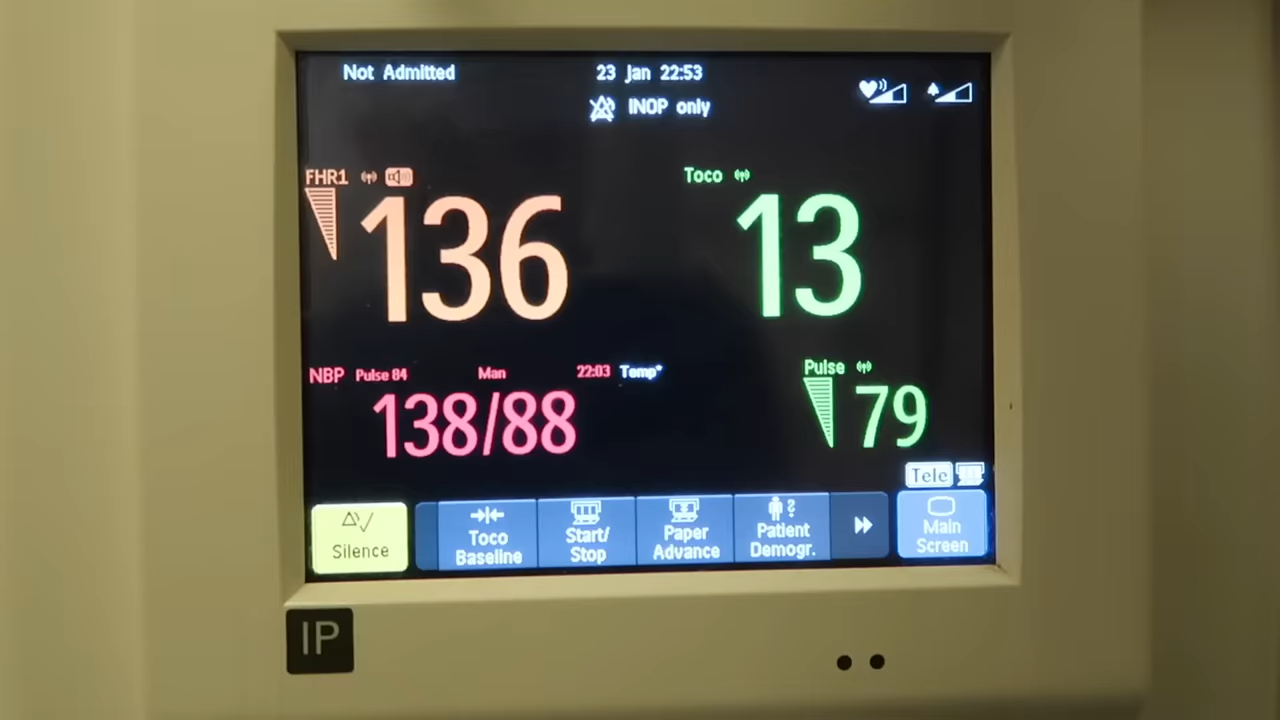 Not Admitted 23 Jan 22:53
INOP only
FHR1 Toco
136 13
NBP Pulse 84 Man 22:03 Temp* Pulse
138/88 79
Tele
Silence
Toco
Baseline
Start/
Stop
Paper
Advance
Patient
Demogr.
Main
Screen
IP